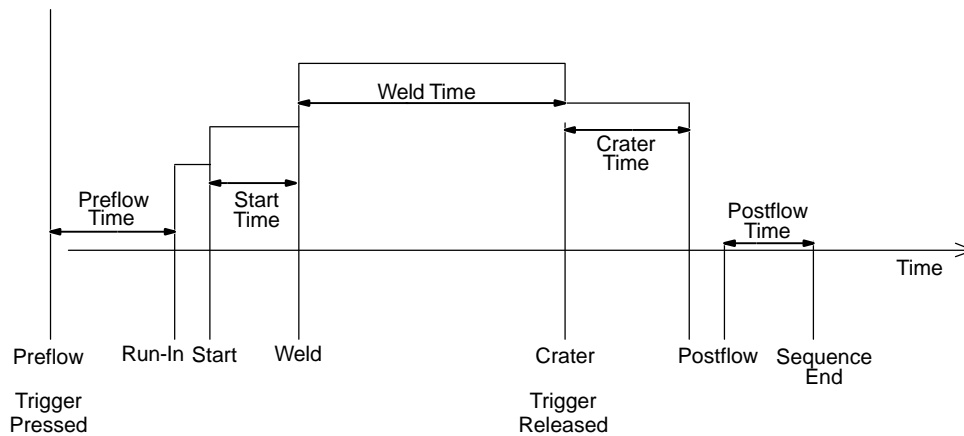 Weld Time
Crater
Time
Preflow
Time
Start
Time
Postflow
Time
Time
Preflow
Run-In
Start
Weld
Crater
Postflow
Sequence
End
Trigger
Pressed
Trigger
Released